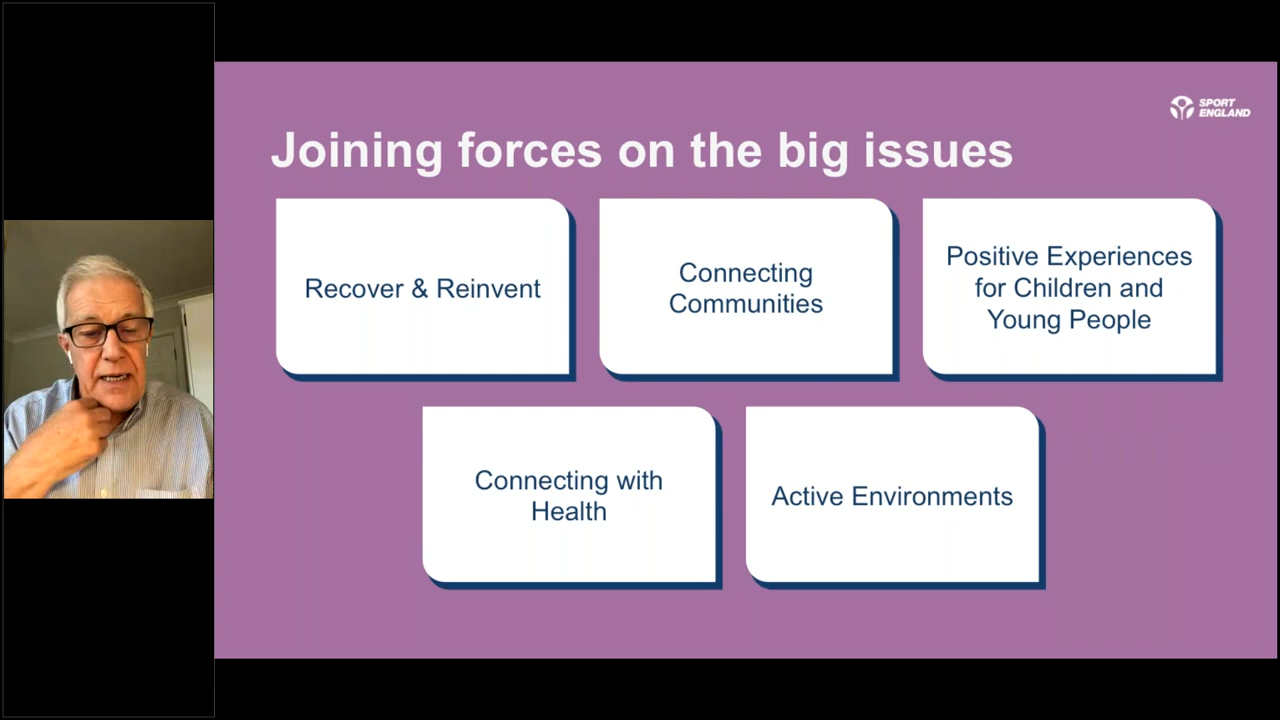 SPORT
ENGLAND
Joining forces on the big issues
Recover & Reinvent
Connecting
Communities
Positive Experiences
for Children and
Young People
Connecting with
Health
Active Environments